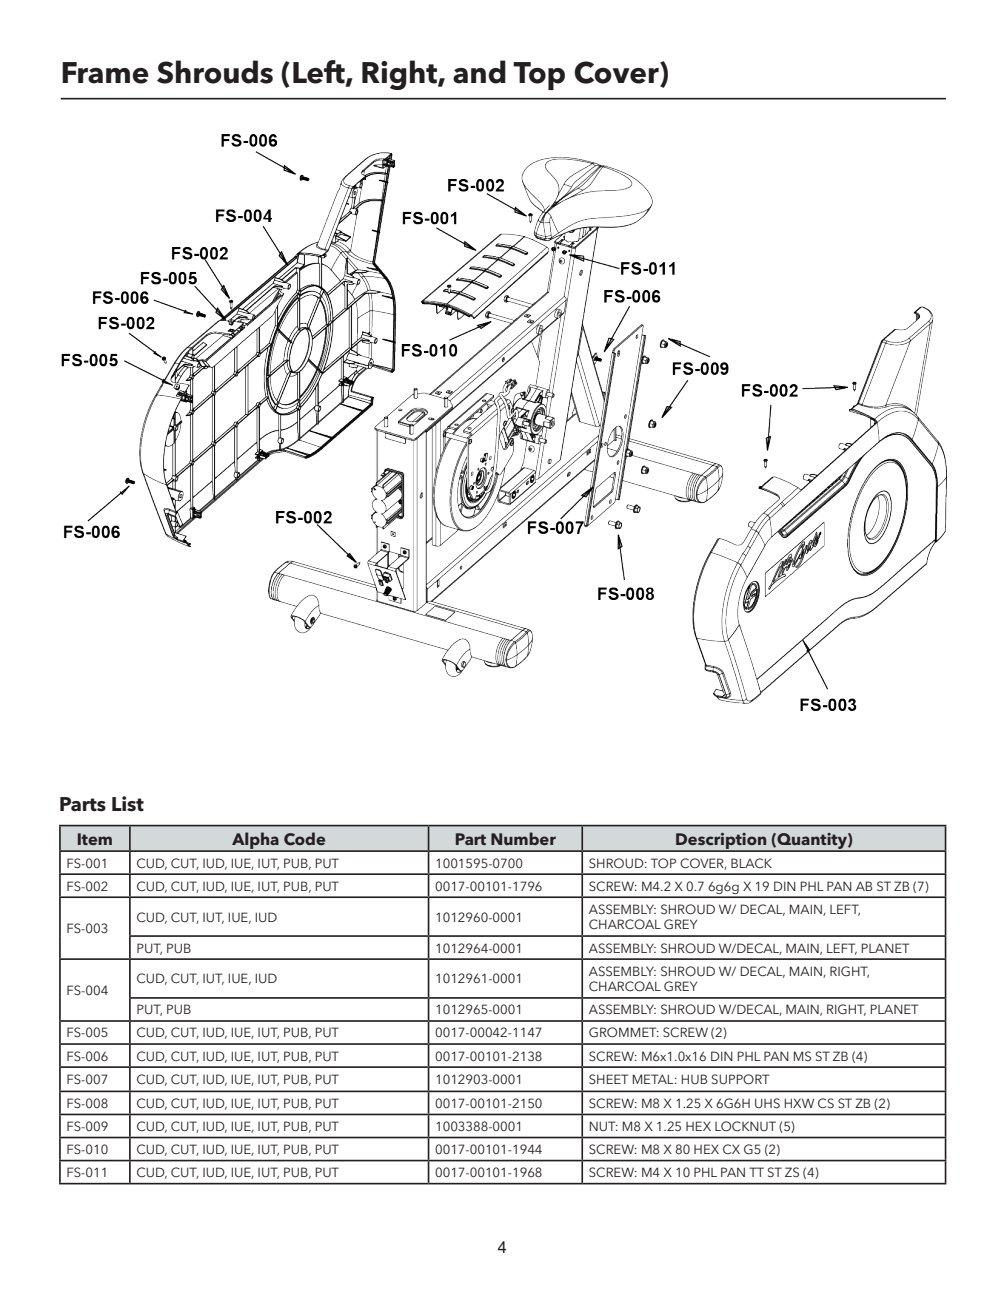 Frame Shrouds (Left, Right, and Top Cover)
FS-006
FS-002
FS-004
FS-001
FS-002
FS-011
FS-005
FS-006
FS-006
FS-002
FS-010
FS-005
FS-009
FS-002
FS-002
FS-006
FS-007
FS-008
FS-003
Parts List
Item Alpha Code Part Number Description (Quantity)
FS-001 CUD, CUT, IUD, IUE, IUT, PUB, PUT 1001595-0700 SHROUD: TOP COVER, BLACK
FS-002 CUD, CUT, IUD, IUE, IUT, PUB, PUT 0017-00101-1796 SCREW: M4.2 X 0.7 6g6g X 19 DIN PHL PAN AB ST ZB (7)
FS-003 CUD, CUT, IUT, IUE, IUD 1012960-0001 ASSEMBLY: SHROUD W/ DECAL, MAIN, LEFT,
CHARCOAL GREY
PUT, PUB 1012964-0001 ASSEMBLY: SHROUD W/DECAL, MAIN, LEFT, PLANET
FS-004 CUD, CUT, IUT, IUE, IUD 1012961-0001 ASSEMBLY: SHROUD W/ DECAL, MAIN, RIGHT,
CHARCOAL GREY
PUT, PUB 1012965-0001 ASSEMBLY: SHROUD W/DECAL, MAIN, RIGHT, PLANET
FS-005 CUD, CUT, IUD, IUE, IUT, PUB, PUT 0017-00042-1147 GROMMET: SCREW (2)
FS-006 CUD, CUT, IUD, IUE, IUT, PUB, PUT 0017-00101-2138 SCREW: M6x1.0x16 DIN PHL PAN MS ST ZB (4)
FS-007 CUD, CUT, IUD, IUE, IUT, PUB, PUT 1012903-0001 SHEET METAL: HUB SUPPORT
FS-008 CUD, CUT, IUD, IUE, IUT, PUB, PUT 0017-00101-2150 SCREW: M8 X 1.25 X 6G6H UHS HXW CS ST ZB (2)
FS-009 CUD, CUT, IUD, IUE, IUT, PUB, PUT 1003388-0001 NUT: M8 X 1.25 HEX LOCKNUT (5)
FS-010 CUD, CUT, IUD, IUE, IUT, PUB, PUT 0017-00101-1944 SCREW: M8 X 80 HEX CX G5 (2)
FS-011 CUD, CUT, IUD, IUE, IUT, PUB, PUT 0017-00101-1968 SCREW: M4 X 10 PHL PAN TT ST ZS (4)
4